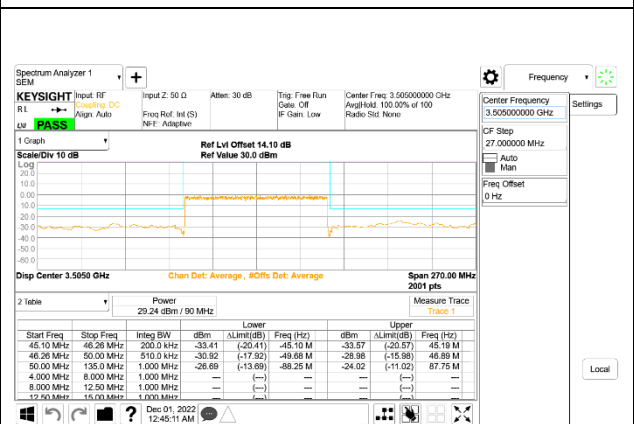 Spectrum Analyzer 1
SEM
Frequency
KEYSIGHT
Input: RF
Input Z: 50 Ω
Atten: 30 dB
Trig: Free Run
Center Freq: 3.505000000 GHz
Coupling: DC
Gate: Off
Avg|Hold: 100.00% of 100
Align: Auto
Freq Ref: Int (S)
IF Gain: Low
Radio Std: None
NFE: Adaptive
PASS
Center Frequency
3.505000000 GHz
Settings
CF Step
27.000000 MHz
Auto
Man
Freq Offset
0 Hz
1 Graph
Ref Lvl Offset 14.10 dB
Scale/Div 10 dB
Ref Value 30.0 dBm
Log
20.0
10.0
0.00
-10.0
-20.0
-30.0
-40.0
-50.0
-60.0
Disp Center 3.5050 GHz
Chan Det: Average , #Offs Det: Average
Span 270.00 MHz
2001 pts
2 Table
Power
29.24 dBm / 90 MHz
Measure Trace
Trace 1
Lower
Upper
Start Freq Stop Freq Integ BW dBm ΔLimit(dB) Freq (Hz) dBm ΔLimit(dB) Freq (Hz)
45.10 MHz 46.26 MHz 200.0 kHz -33.41 (-20.41) -45.10 M -33.57 (-20.57) 45.19 M
46.26 MHz 50.00 MHz 510.0 kHz -30.92 (-17.92) -49.68 M -28.98 (-15.98) 46.89 M
50.00 MHz 135.0 MHz 1.000 MHz -26.69 (-13.69) -88.25 M -24.02 (-11.02) 87.75 M
4.000 MHz 8.000 MHz 1.000 MHz --- (---) --- --- (---) ---
8.000 MHz 12.50 MHz 1.000 MHz --- (---) --- --- (---) ---
12.50 MHz 15.00 MHz 1.000 MHz --- (---) --- --- (---) ---
Local
Dec 01, 2022
12:45:11 AM